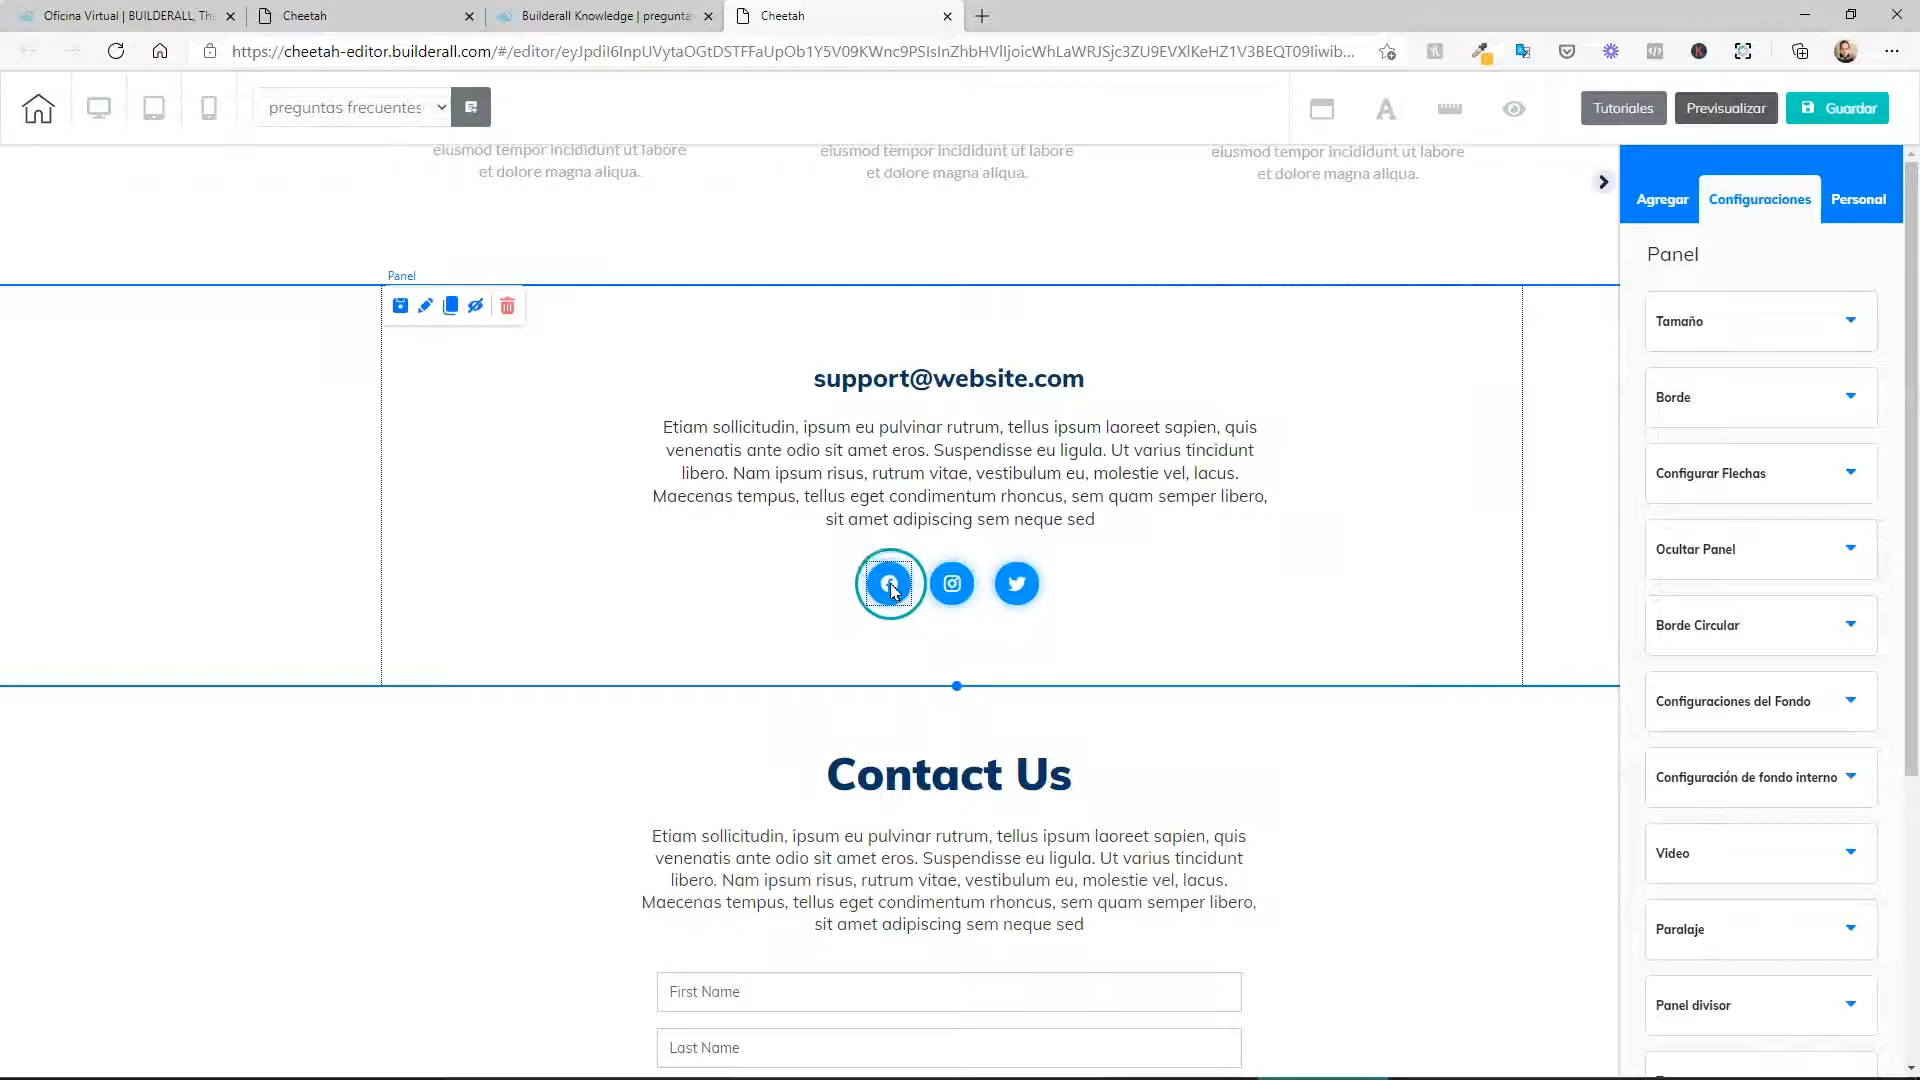 Oficina Virtual | BUILDERALL, Th
Cheetah
Builderall Knowledge | pregunta
Cheetah
https://cheetah-editor.builderall.com/#/editor/
preguntas frecuentes
Tutoriales
Previsualizar
Guardar
eiusmod tempor incididunt ut labore
et dolore magna aliqua.
eiusmod tempor incididunt ut labore
et dolore magna aliqua.
eiusmod tempor incididunt ut labore
et dolore magna aliqua.
Agregar
Configuraciones
Personal
Panel
Panel
Tamaño
Borde
Configurar Flechas
Ocultar Panel
Borde Circular
Configuraciones del Fondo
Configuración de fondo interno
Video
Paralaje
Panel divisor
support@website.com
Etiam sollicitudin, ipsum eu pulvinar rutrum, tellus ipsum laoreet sapien, quis
venenatis ante odio sit amet eros. Suspendisse eu ligula. Ut varius tincidunt
libero. Nam ipsum risus, rutrum vitae, vestibulum eu, molestie vel, lacus.
Maecenas tempus, tellus eget condimentum rhoncus, sem quam semper libero,
sit amet adipiscing sem neque sed
Contact Us
Etiam sollicitudin, ipsum eu pulvinar rutrum, tellus ipsum laoreet sapien, quis
venenatis ante odio sit amet eros. Suspendisse eu ligula. Ut varius tincidunt
libero. Nam ipsum risus, rutrum vitae, vestibulum eu, molestie vel, lacus.
Maecenas tempus, tellus eget condimentum rhoncus, sem quam semper libero,
sit amet adipiscing sem neque sed
First Name
Last Name